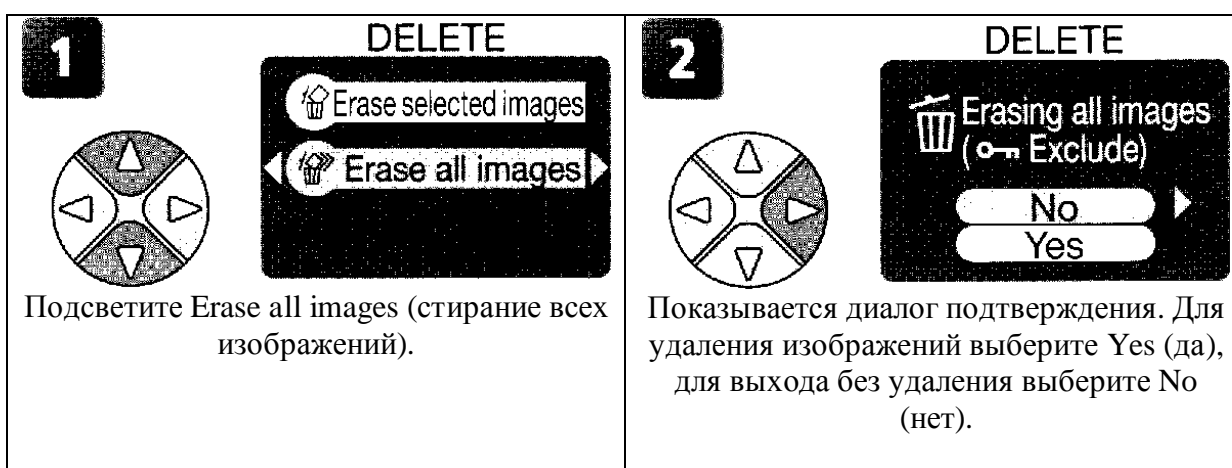 1
DELETE
Erase selected images
Erase all images
Подсветите Erase all images (стирание всех
изображений).
2
DELETE
Erasing all images
( Exclude)
No
Yes
Показывается диалог подтверждения. Для
удаления изображений выберите Yes (да),
для выхода без удаления выберите No
(нет).